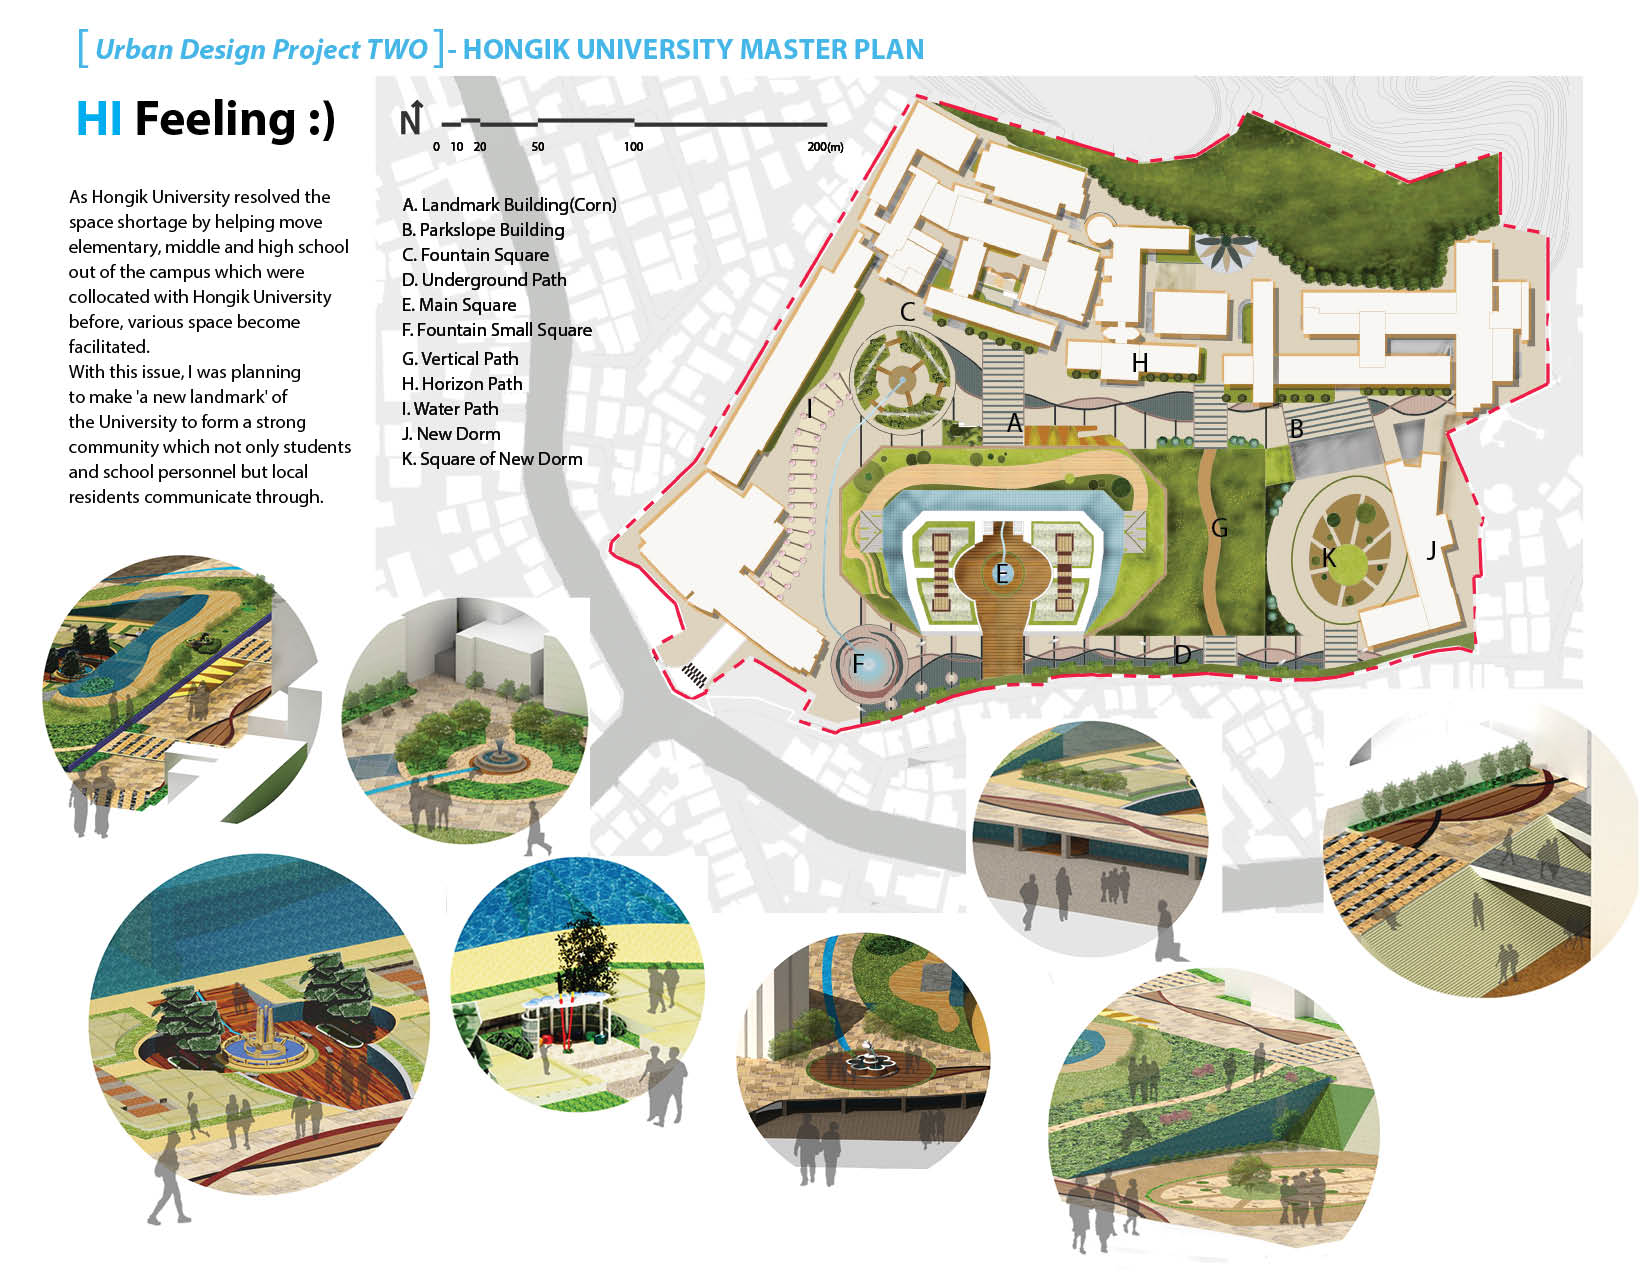 [ Urban Design Project TWO ] - HONGIK UNIVERSITY MASTER PLAN
HI Feeling :)
As Hongik University resolved the
space shortage by helping move
elementary, middle and high school
out of the campus which were
collocated with Hongik University
before, various space become
facilitated.
With this issue, I was planning
to make 'a new landmark' of
the University to form a strong
community which not only students
and school personnel but local
residents communicate through.
N
0 10 20 50 100 200(m)
A. Landmark Building(Corn)
B. Parkslope Building
C. Fountain Square
D. Underground Path
E. Main Square
F. Fountain Small Square
G. Vertical Path
H. Horizon Path
I. Water Path
J. New Dorm
K. Square of New Dorm
C
H
I
A
B
G
J
K
E
D
F